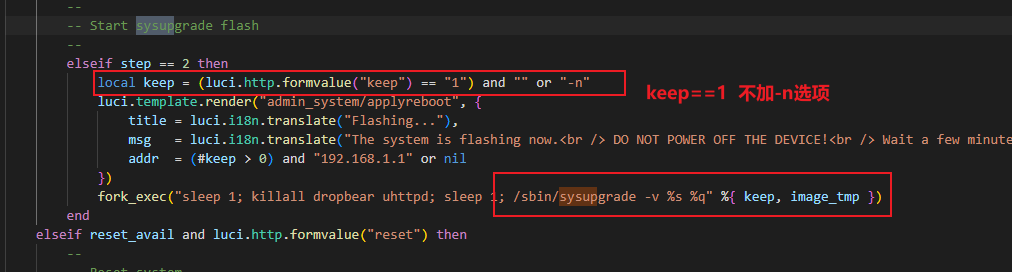 --
-- Start sysupgrade flash
--
elseif step == 2 then
local keep = (luci.http.formvalue("keep") == "1") and "" or "-n"
keep==1 不加-n选项
luci.template.render("admin_system/applyreboot", {
title = luci.i18n.translate("Flashing..."),
msg   = luci.i18n.translate("The system is flashing now.<br /> DO NOT POWER OFF THE DEVICE!<br /> Wait a few minute
addr  = (#keep > 0) and "192.168.1.1" or nil
})
fork_exec("sleep 1; killall dropbear uhttpd; sleep 1; /sbin/sysupgrade -v %s %q" %{ keep, image_tmp })
end
elseif reset_avail and luci.http.formvalue("reset") then
--
Reset system